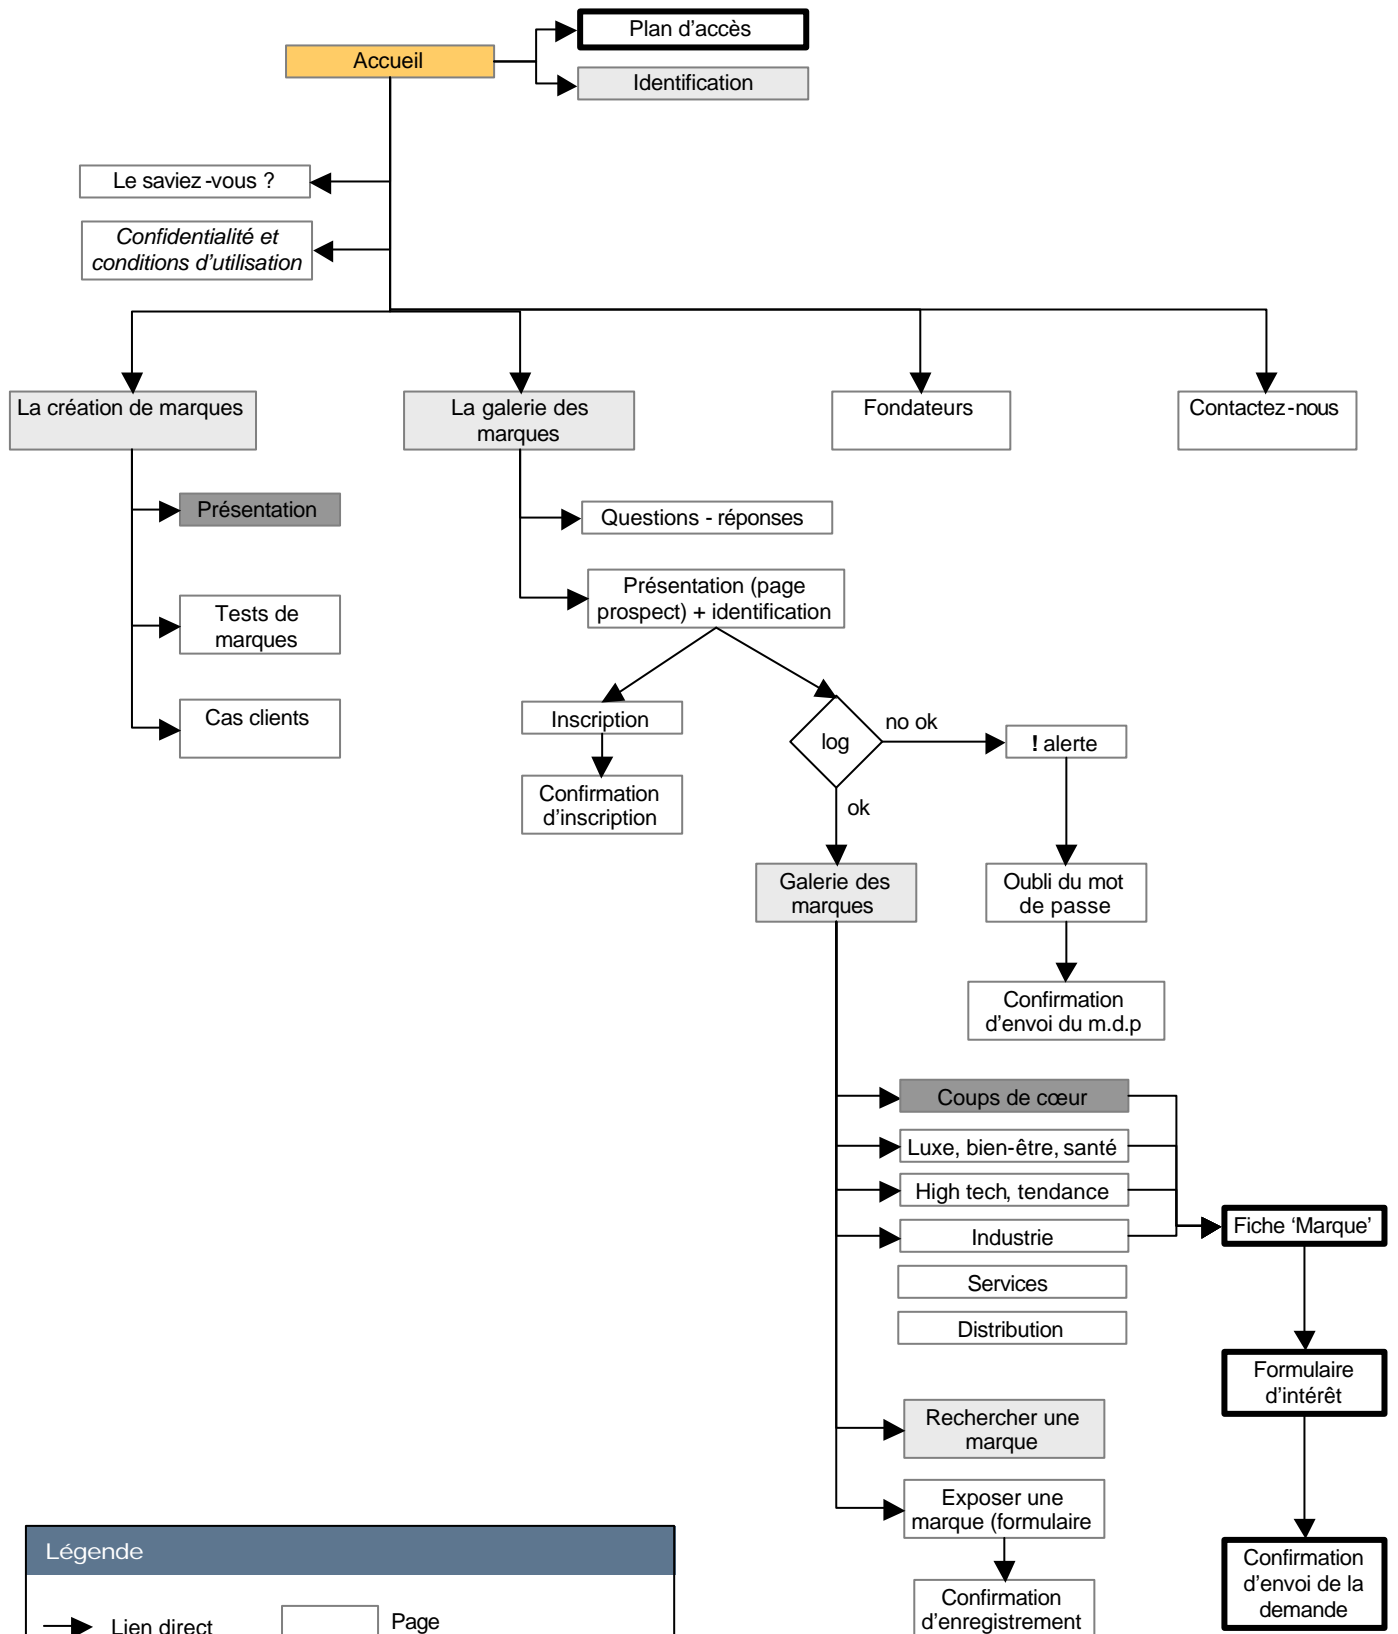 Plan d’accès
Accueil
Identification
Le saviez-vous ?
Confidentialité et
conditions d’utilisation
La création de marques
La galerie des
marques
Fondateurs
Contactez-nous
Présentation
Questions - réponses
Présentation (page
prospect) + identification
Tests de
marques
Cas clients
Inscription
log
no ok
! alerte
Confirmation
d’inscription
ok
Galerie des
marques
Oubli du mot
de passe
Confirmation
d’envoi du m.d.p
Coups de cœur
Luxe, bien-être, santé
High tech, tendance
Industrie
Fiche ‘Marque’
Services
Distribution
Formulaire
d’intérêt
Rechercher une
marque
Exposer une
marque (formulaire
Confirmation
d’envoi de la
demande
Confirmation
d’enregistrement
Légende
Lien direct
Page